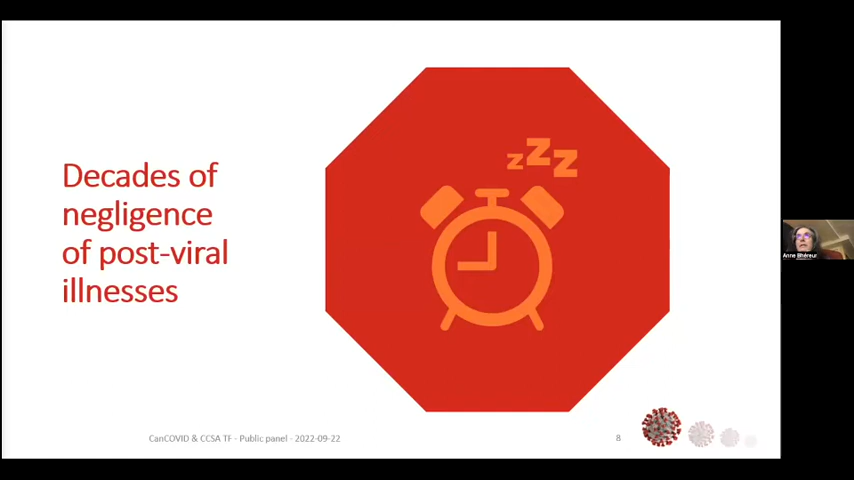 Decades of
negligence
of post-viral
illnesses
zzz
Anne Bhéreur
CanCOVID & CCSA TF - Public panel - 2022-09-22
8